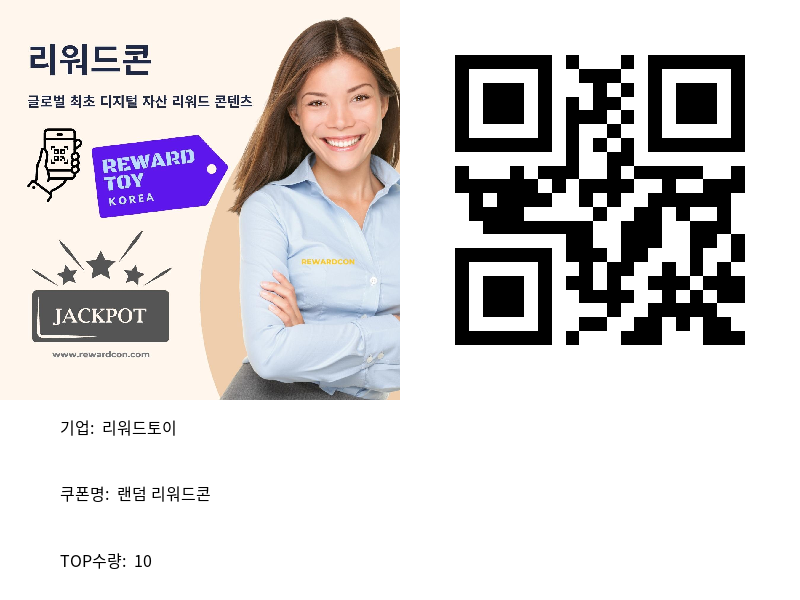 리워드콘
글로벌 최초 디지털 자산 리워드 콘텐츠
REWARD
TOY
KOREA
REWARDCON
JACKPOT
www.rewardcon.com
기업: 리워드토이
쿠폰명: 랜덤 리워드콘
TOP수량: 10